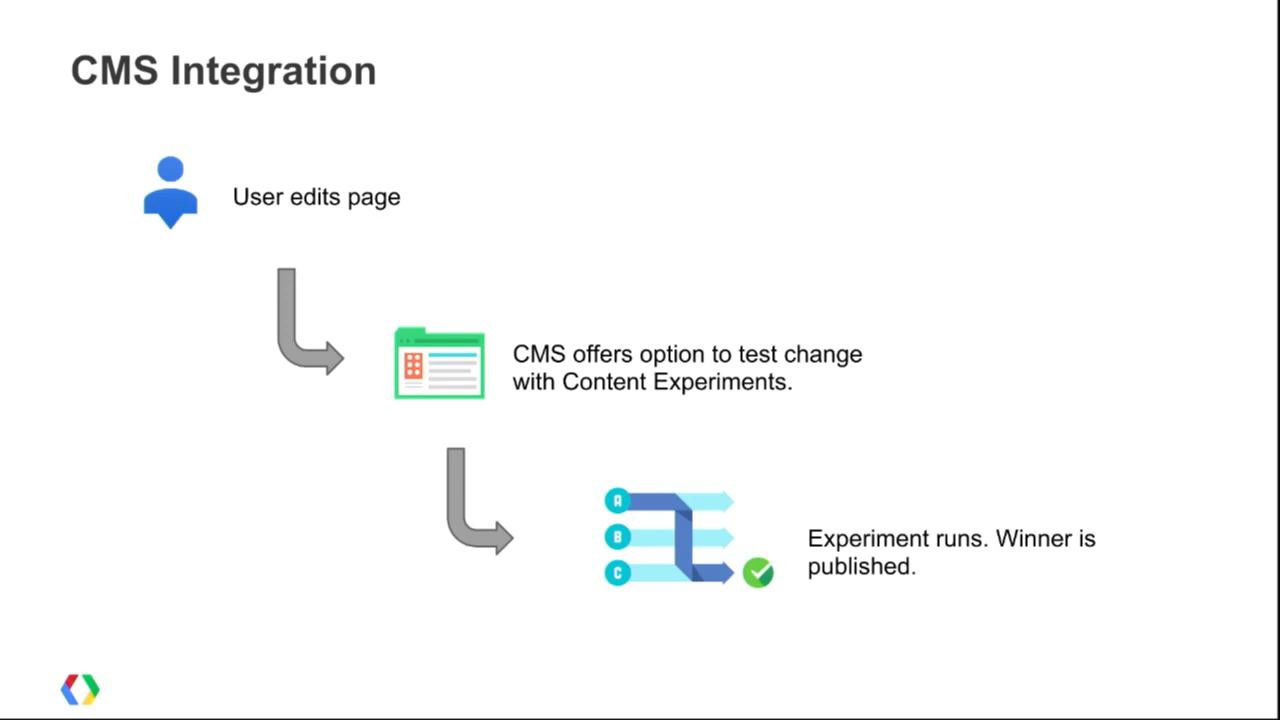 CMS Integration
User edits page
CMS offers option to test change
with Content Experiments.
A
B
C
Experiment runs. Winner is
published.